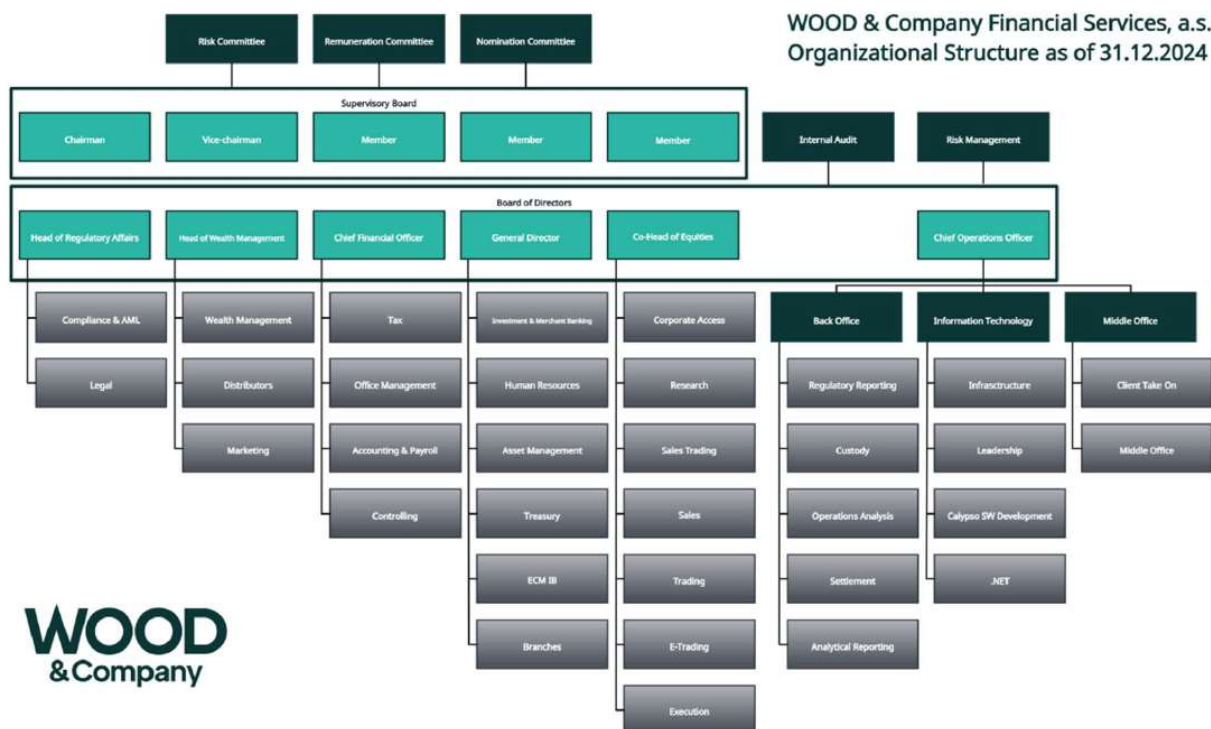 WOOD & Company Financial Services, a.s.
Organizational Structure as of 31.12.2024
Risk Committee
Remuneration Committee
Nomination Committee
Supervisory Board
Chairman
Vice-chairman
Member
Member
Member
Internal Audit
Risk Management
Board of Directors
Head of Regulatory Affairs
Head of Wealth Management
Chief Financial Officer
General Director
Co-Head of Equities
Chief Operations Officer
Compliance & AML
Wealth Management
Tax
Investment & Merchant Banking
Corporate Access
Back Office
Information Technology
Middle Office
Legal
Distributors
Office Management
Human Resources
Research
Regulatory Reporting
Infrasctructure
Client Take On
Marketing
Accounting & Payroll
Asset Management
Sales Trading
Custody
Leadership
Middle Office
Controlling
Treasury
Sales
Operations Analysis
Calypso SW Development
ECM IB
Trading
Settlement
.NET
Branches
E-Trading
Analytical Reporting
Execution
WOOD
& Company